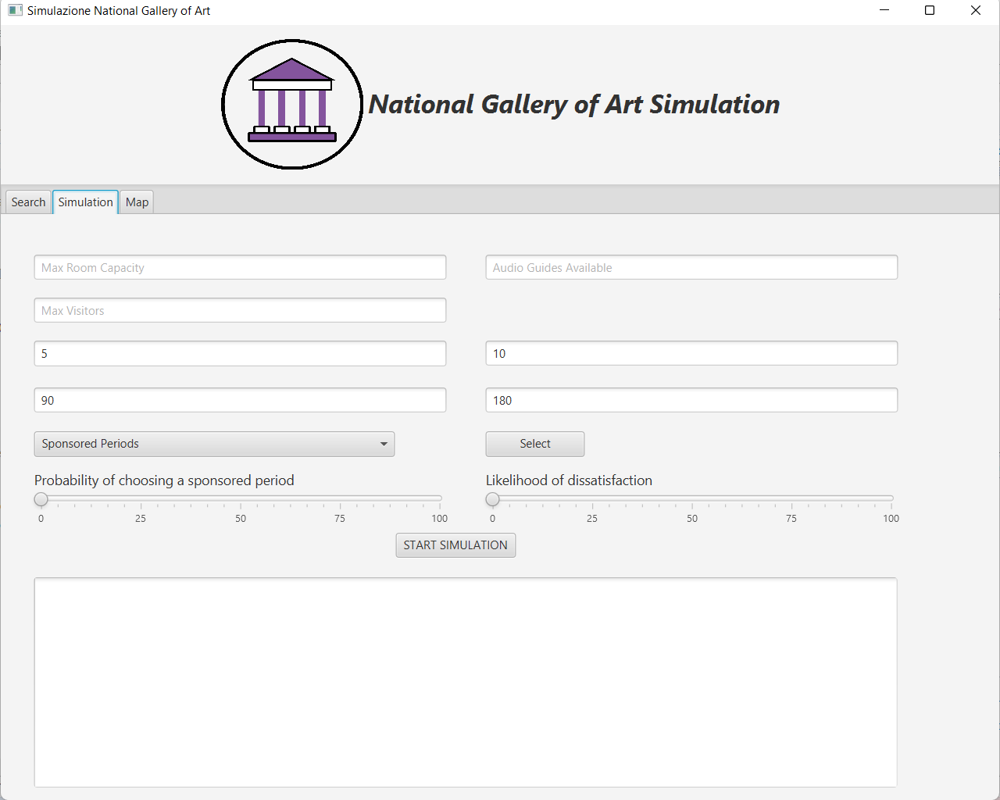 Simulazione National Gallery of Art
National Gallery of Art Simulation
Search
Simulation
Map
Max Room Capacity
Audio Guides Available
Max Visitors
5
10
90
180
Sponsored Periods
Select
Probability of choosing a sponsored period
Likelihood of dissatisfaction
0 25 50 75 100
0 25 50 75 100
START SIMULATION